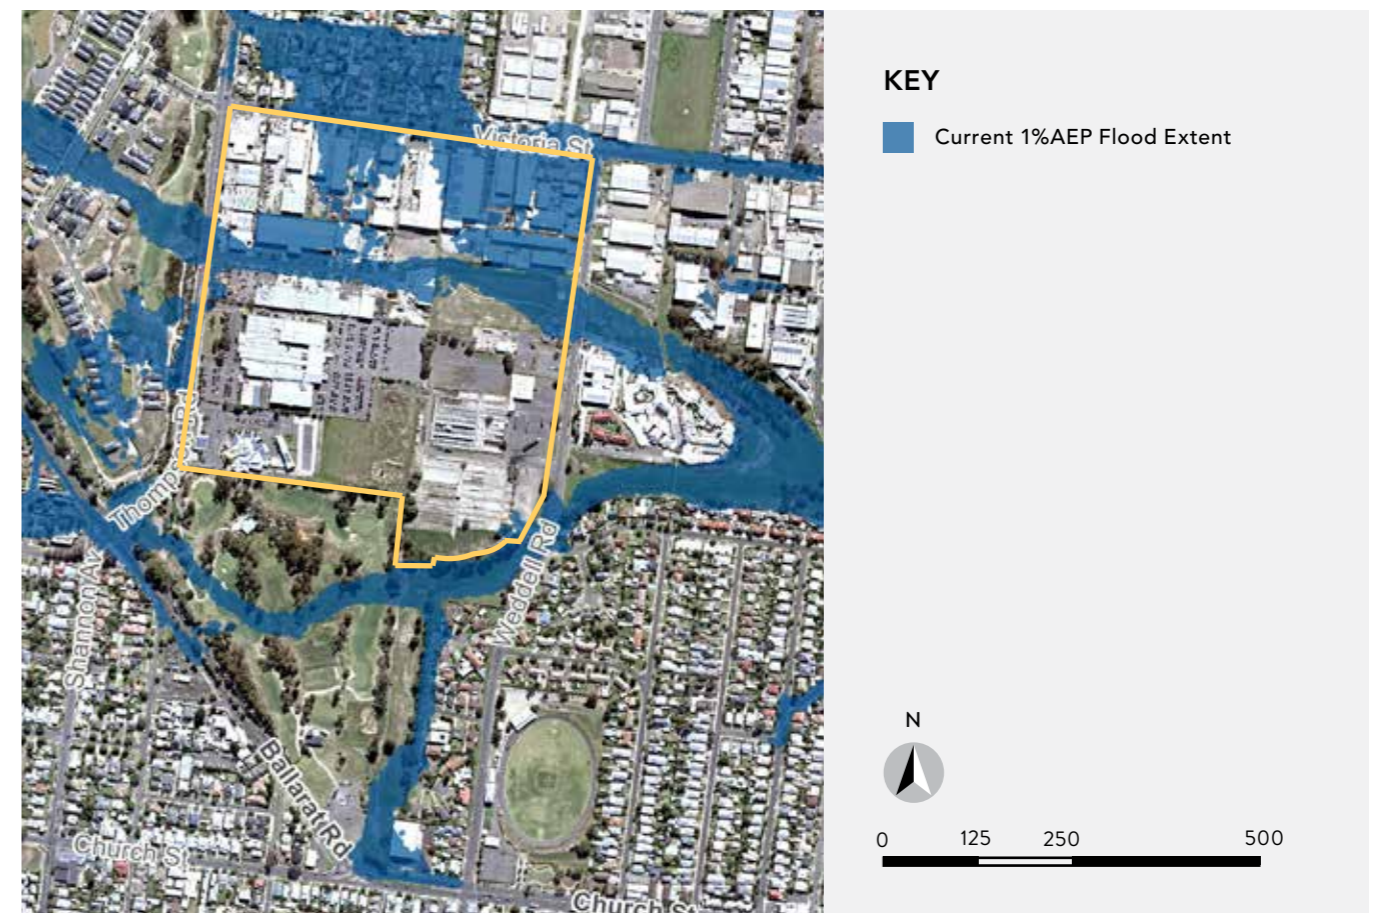 KEY
Current 1%AEP Flood Extent
Victoria St
Thompson Rd
Shannon Av
Weddell Rd
Ballarat Rd
Church St
Church St
N
0 125 250 500